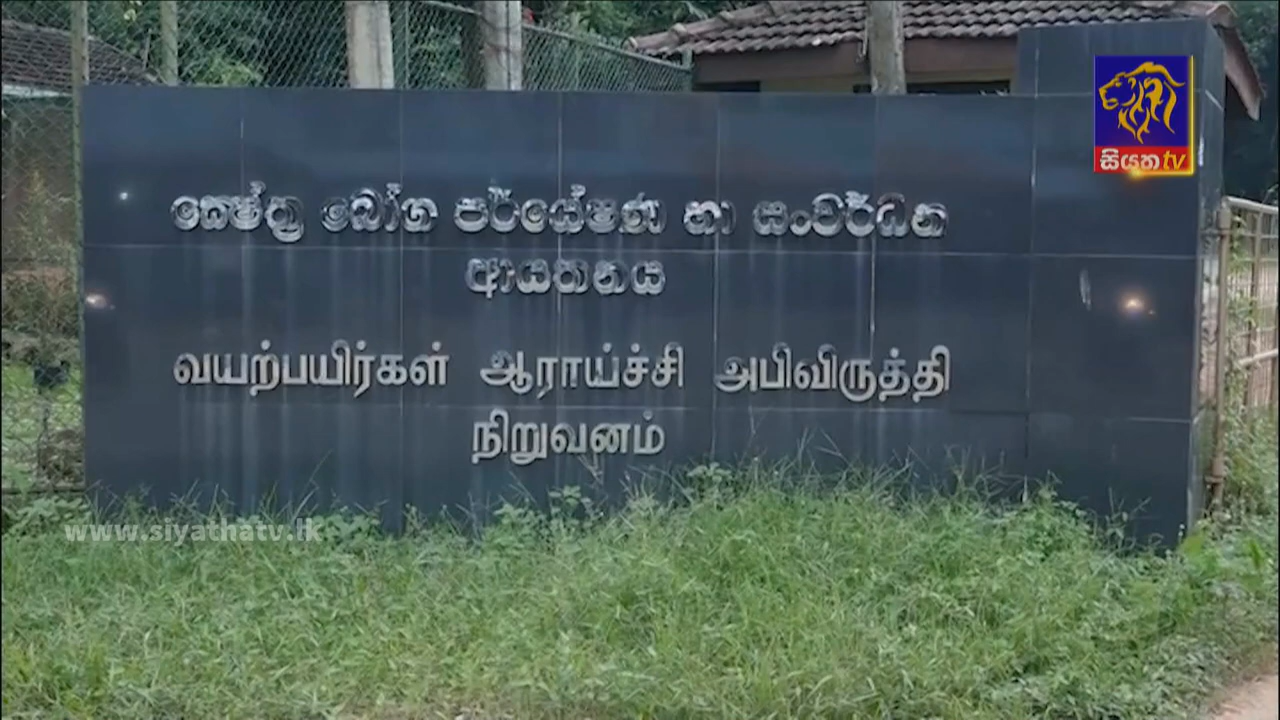 සියත tv
ක්ෂේත්‍ර බෝග පර්යේෂණ හා සංවර්ධන
ආයතනය
வயற்பயிர்கள் ஆராய்ச்சி அபிவிருத்தி
நிறுவனம்
www.siyathatv.lk